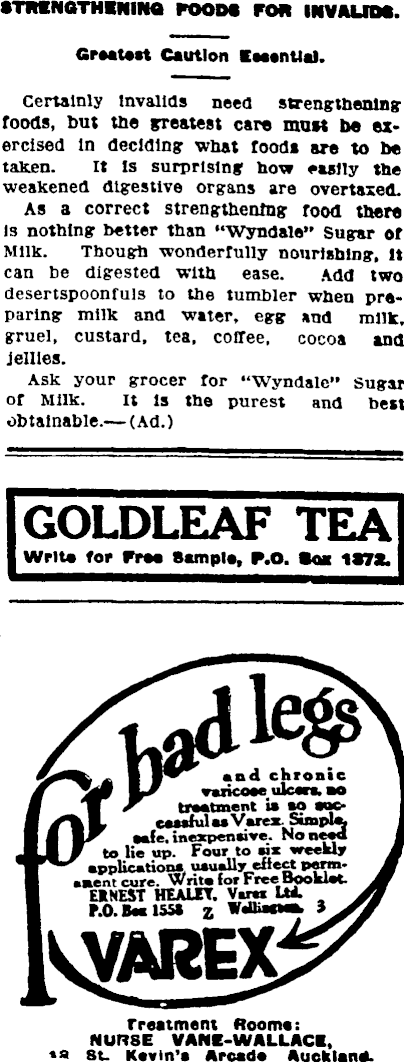 STRENGTHENING FOODS FOR INVALIDS.
Greatest Caution Essential.
Certainly invalids need strengthening
foods, but the greatest care must be ex-
ercised in deciding what foods are to be
taken. It is surprising how easily the
weakened digestive organs are overtaxed.
As a correct strengthening food there
is nothing better than "Wyndale" Sugar of
Milk. Though wonderfully nourishing, it
can be digested with ease. Add two
desertspoonfuls to the tumbler when pre-
paring milk and water, egg and milk,
gruel, custard, tea, coffee, cocoa and
jellies.
Ask your grocer for "Wyndale" Sugar
of Milk. It is the purest and best
obtainable.—(Ad.)
GOLDLEAF TEA
Write for Free Sample, P.O. Box 1372.
for bad legs
and chronic
varicose ulcers, no
treatment is so suc-
cessful as Varex. Simple,
safe, inexpensive. No need
to lie up. Four to six weekly
applications usually effect perm-
anent cure. Write for Free Booklet.
ERNEST HEALEY, Varex Ltd.
P.O. Box 1558 Z Wellington. 3
VAREX
Treatment Rooms:
NURSE VANE-WALLACE,
St. Kevin's Arcade Auckland.